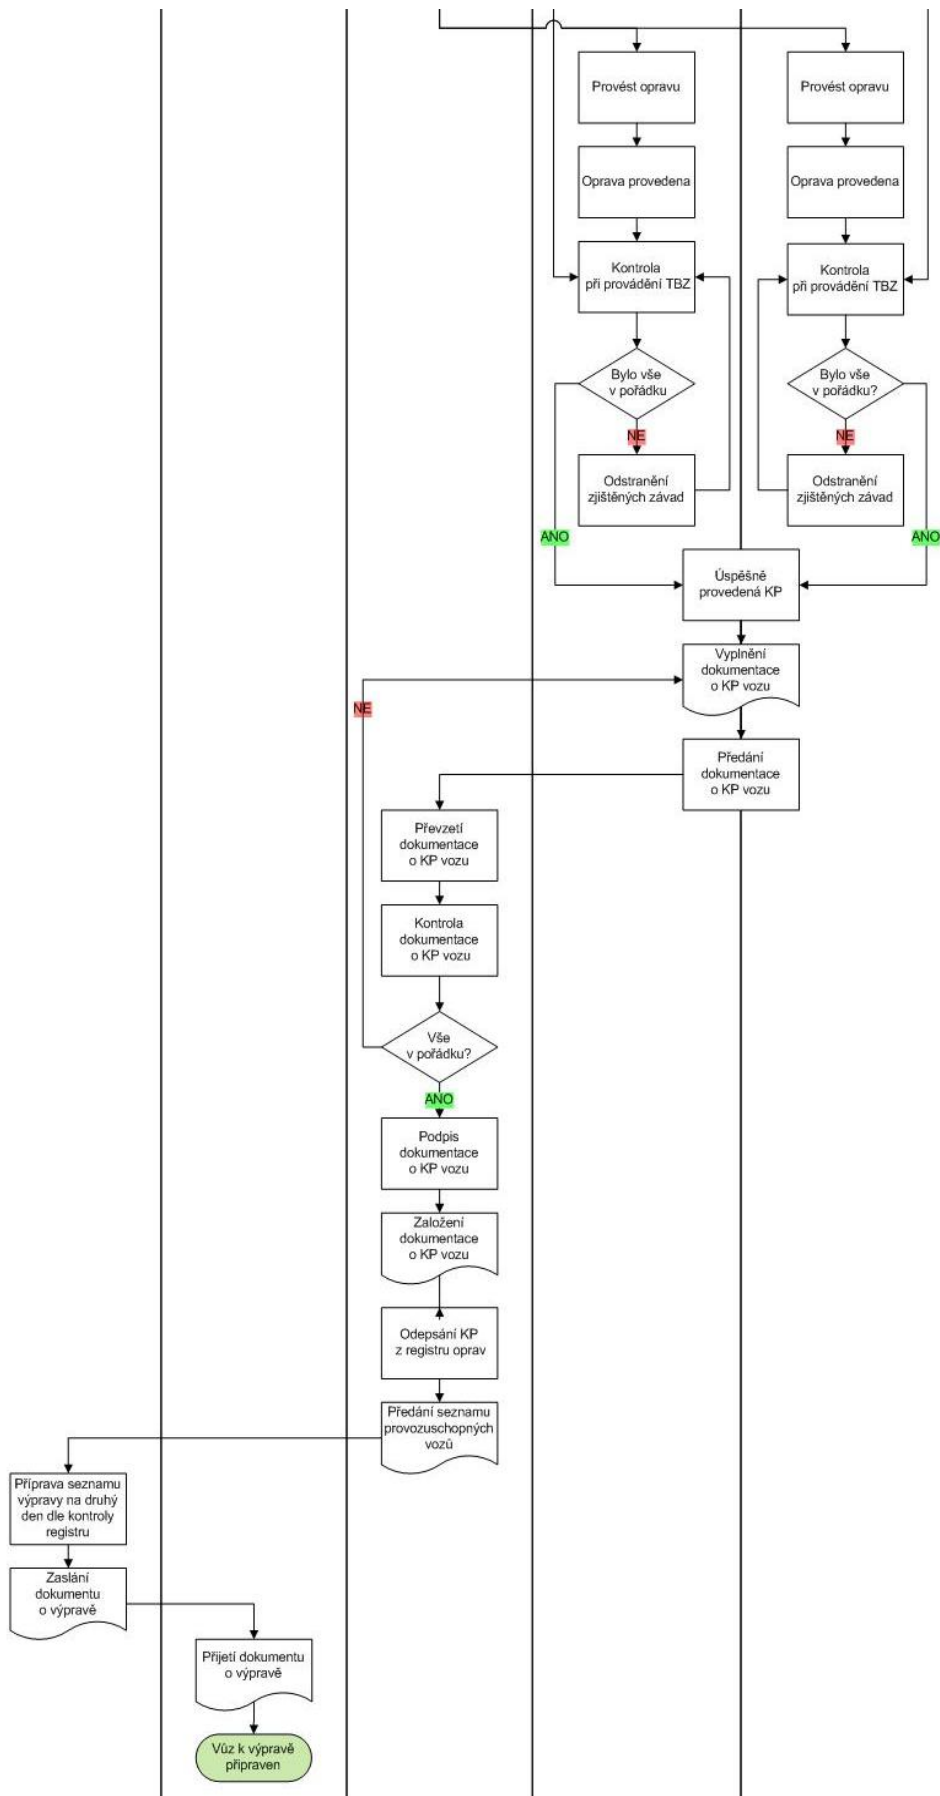 Provést opravu
Provést opravu
Oprava provedena
Oprava provedena
Kontrola
při provádění TBZ
Kontrola
při provádění TBZ
Bylo vše
v pořádku
Bylo vše
v pořádku?
NE
NE
Odstranění
zjištěných závad
Odstranění
zjištěných závad
ANO
ANO
Úspěšně
provedená KP
Vyplnění
dokumentace
o KP vozu
NE
Předání
dokumentace
o KP vozu
Převzetí
dokumentace
o KP vozu
Kontrola
dokumentace
o KP vozu
Vše
v pořádku?
ANO
Podpis
dokumentace
o KP vozu
Založení
dokumentace
o KP vozu
Odepsání KP
z registru oprav
Předání seznamu
provozuschopných
vozů
Příprava seznamu
výpravy na druhý
den dle kontroly
registru
Zaslání
dokumentu
o výpravě
Přijetí dokumentu
o výpravě
Vůz k výpravě
připraven